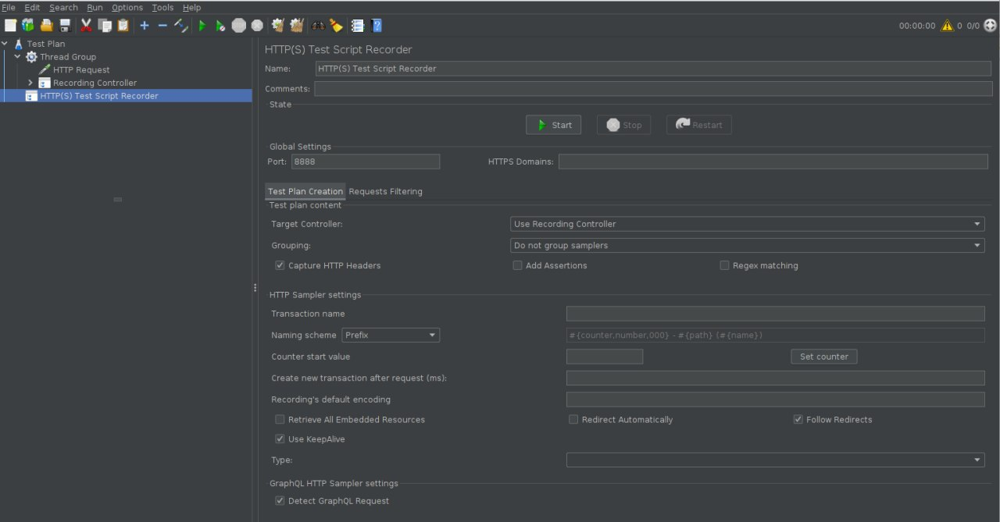 File Edit Search Run Options Tools Help
00:00:00 0 0/0
Test Plan
Thread Group
HTTP Request
Recording Controller
HTTP(S) Test Script Recorder
HTTP(S) Test Script Recorder
Name: HTTP(S) Test Script Recorder
Comments:
State
Start Stop Restart
Global Settings
Port: 8888 HTTPS Domains:
Test Plan Creation Requests Filtering
Test plan content
Target Controller: Use Recording Controller
Grouping: Do not group samplers
Capture HTTP Headers Add Assertions Regex matching
HTTP Sampler settings
Transaction name
Naming scheme Prefix #{counter,number,000} - #{path} (#{name})
Counter start value Set counter
Create new transaction after request (ms):
Recording's default encoding
Retrieve All Embedded Resources Redirect Automatically Follow Redirects
Use KeepAlive
Type:
GraphQL HTTP Sampler settings
Detect GraphQL Request